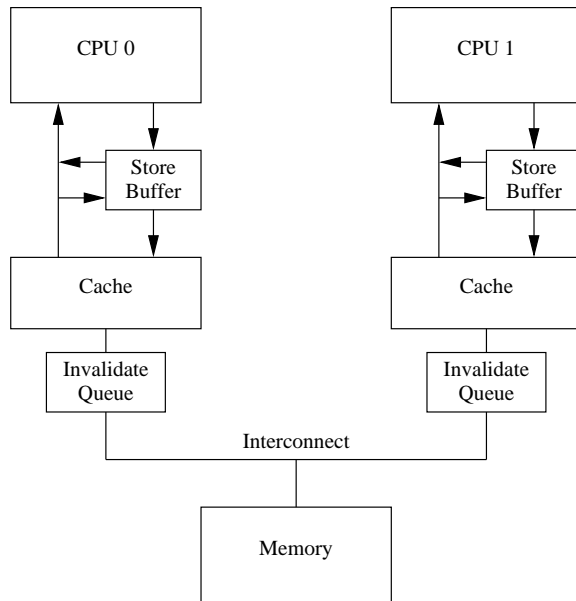 CPU 0
CPU 1
Store
Buffer
Store
Buffer
Cache
Cache
Invalidate
Queue
Invalidate
Queue
Interconnect
Memory